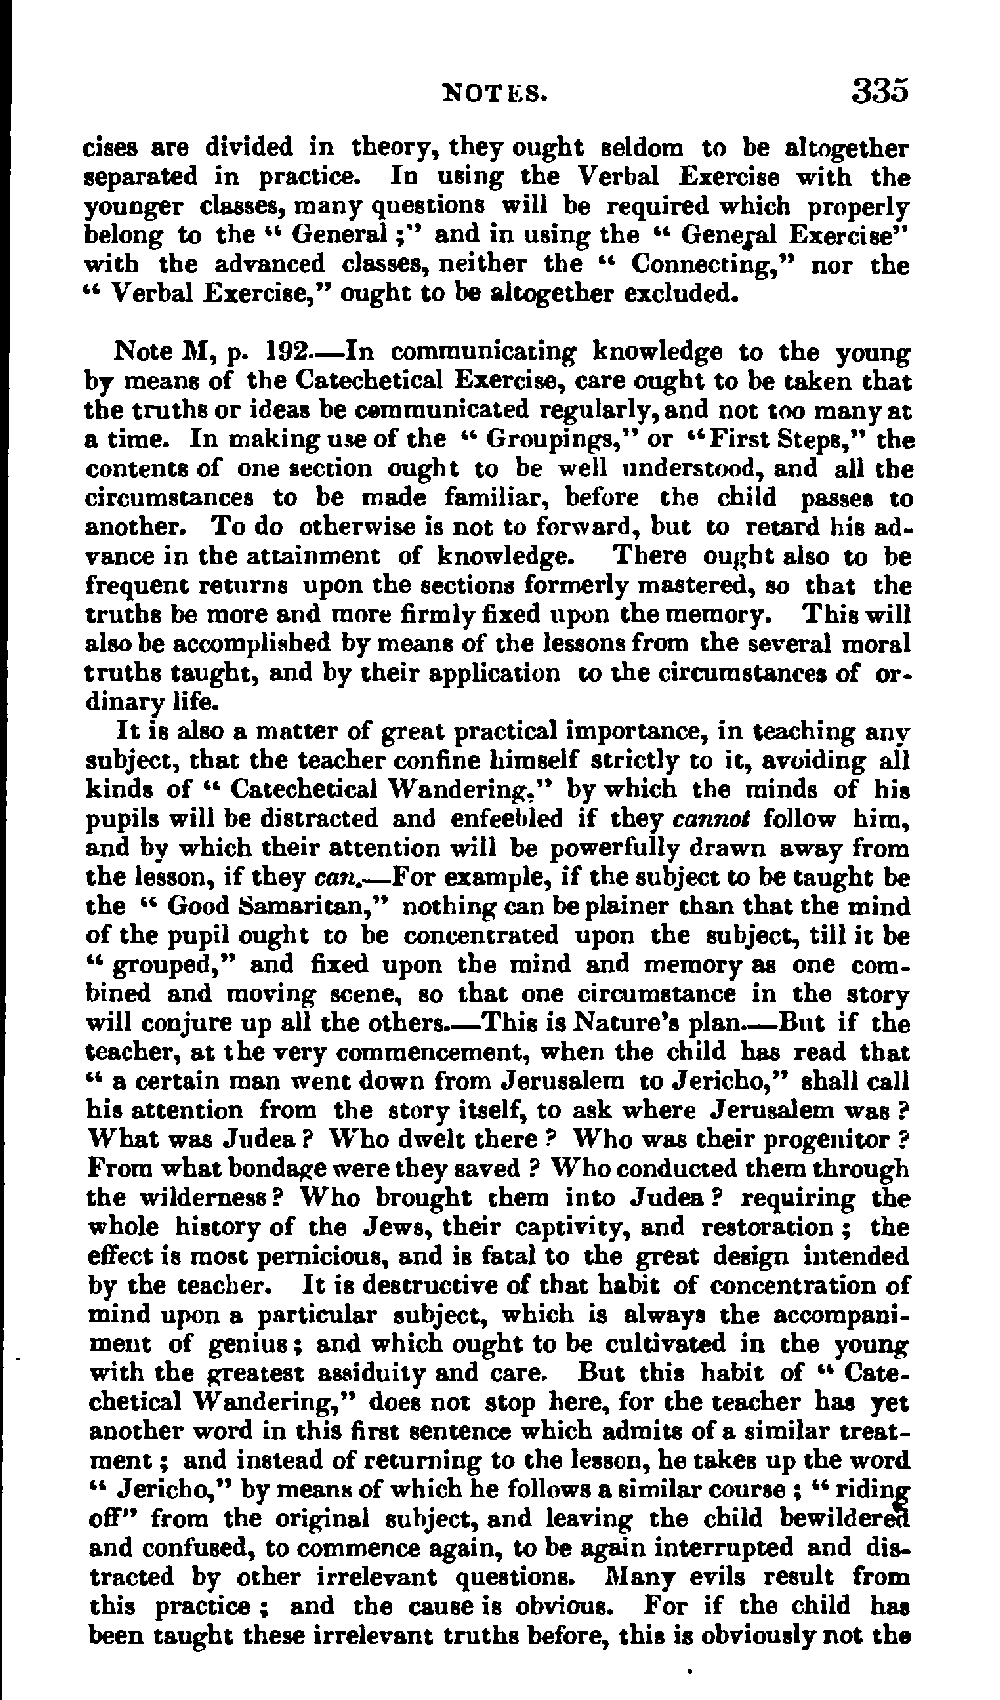 NOTES. 335
cises are divided in theory, they ought seldom to be altogether
separated in practice. In using the Verbal Exercise with the
younger classes, many questions will be required which properly
belong to the “ General ;” and in using the “ General Exercise”
with the advanced classes, neither the “ Connecting,” nor the
“ Verbal Exercise,” ought to be altogether excluded.
Note M, p. 192.—In communicating knowledge to the young
by means of the Catechetical Exercise, care ought to be taken that
the truths or ideas be communicated regularly, and not too many at
a time. In making use of the “ Groupings,” or “First Steps,” the
contents of one section ought to be well understood, and all the
circumstances to be made familiar, before the child passes to
another. To do otherwise is not to forward, but to retard his ad-
vance in the attainment of knowledge. There ought also to be
frequent returns upon the sections formerly mastered, so that the
truths be more and more firmly fixed upon the memory. This will
also be accomplished by means of the lessons from the several moral
truths taught, and by their application to the circumstances of or-
dinary life.
It is also a matter of great practical importance, in teaching any
subject, that the teacher confine himself strictly to it, avoiding all
kinds of “ Catechetical Wandering,” by which the minds of his
pupils will be distracted and enfeebled if they cannot follow him,
and by which their attention will be powerfully drawn away from
the lesson, if they can.—For example, if the subject to be taught be
the “ Good Samaritan,” nothing can be plainer than that the mind
of the pupil ought to be concentrated upon the subject, till it be
“ grouped,” and fixed upon the mind and memory as one com-
bined and moving scene, so that one circumstance in the story
will conjure up all the others.—This is Nature’s plan.—But if the
teacher, at the very commencement, when the child has read that
“ a certain man went down from Jerusalem to Jericho,” shall call
his attention from the story itself, to ask where Jerusalem was ?
What was Judea ? Who dwelt there ? Who was their progenitor ?
From what bondage were they saved ? Who conducted them through
the wilderness ? Who brought them into Judea ? requiring the
whole history of the Jews, their captivity, and restoration ; the
effect is most pernicious, and is fatal to the great design intended
by the teacher. It is destructive of that habit of concentration of
mind upon a particular subject, which is always the accompani-
ment of genius ; and which ought to be cultivated in the young
with the greatest assiduity and care. But this habit of “ Cate-
chetical Wandering,” does not stop here, for the teacher has yet
another word in this first sentence which admits of a similar treat-
ment ; and instead of returning to the lesson, he takes up the word
“ Jericho,” by means of which he follows a similar course ; “ riding
off” from the original subject, and leaving the child bewildered
and confused, to commence again, to be again interrupted and dis-
tracted by other irrelevant questions. Many evils result from
this practice ; and the cause is obvious. For if the child has
been taught these irrelevant truths before, this is obviously not the